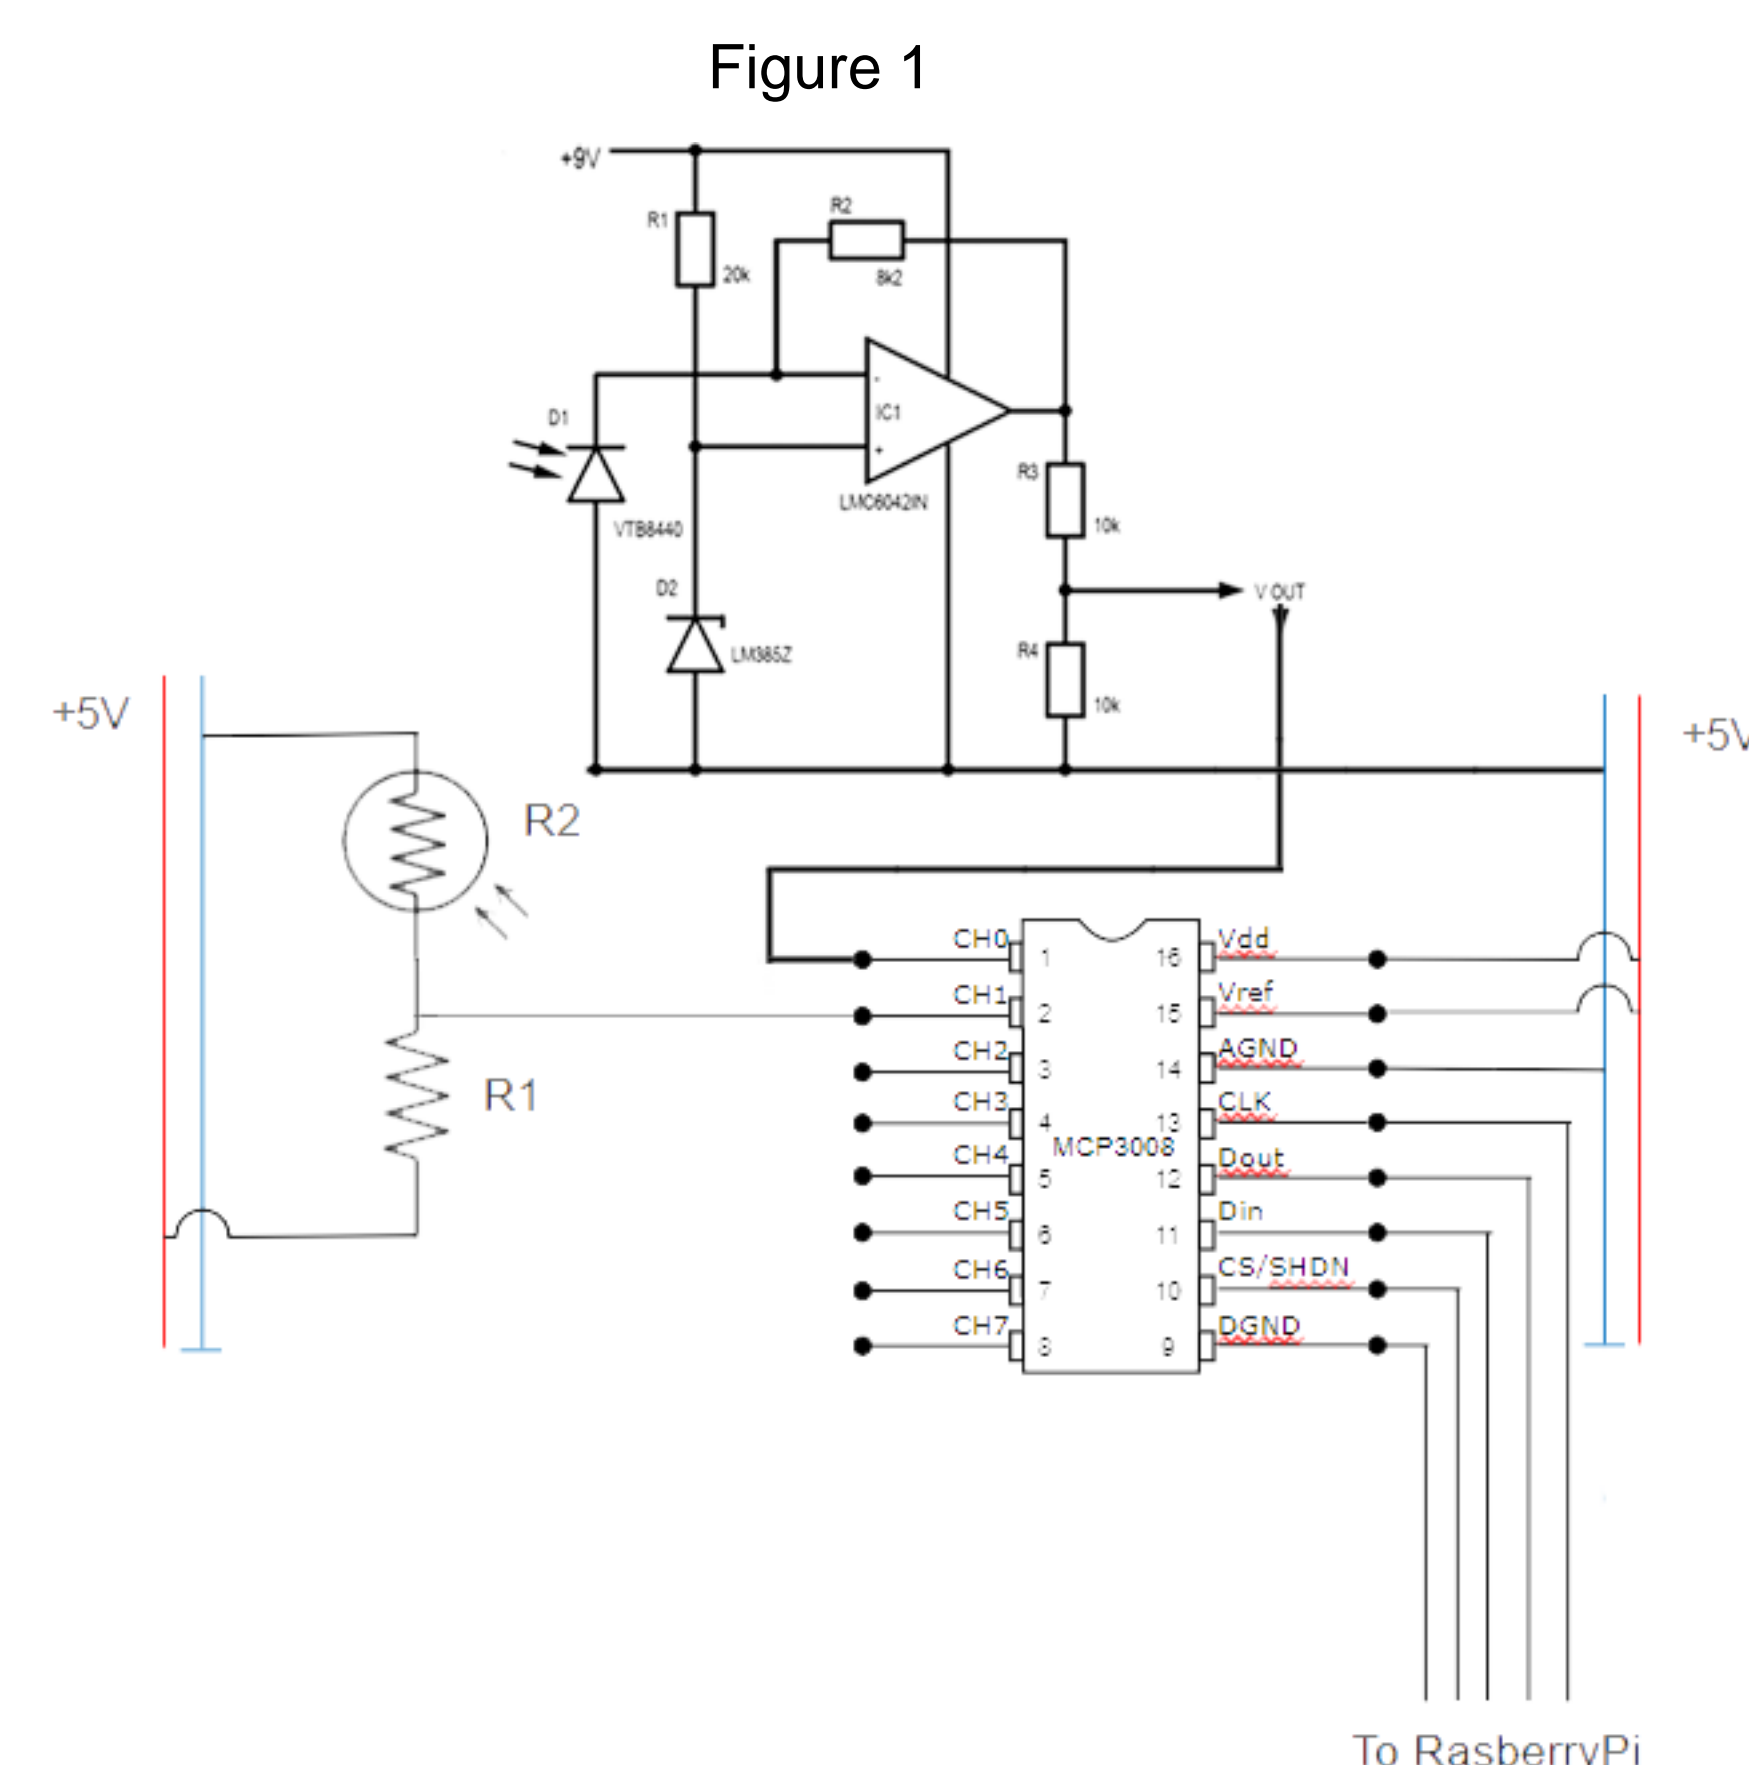 Figure 1
+9V
R1
20k
R2
8k2
D1
VTB8440
-
IC1
+
LMC6042IN
D2
LM385Z
R3
10k
V OUT
R4
10k
+5V
R2
R1
+5V
CH0 1 16 Vdd
CH1 2 15 Vref
CH2 3 14 AGND
CH3 4 13 CLK
MCP3008
CH4 5 12 Dout
CH5 6 11 Din
CH6 7 10 CS/SHDN
CH7 8 9 DGND
To RasberryPi